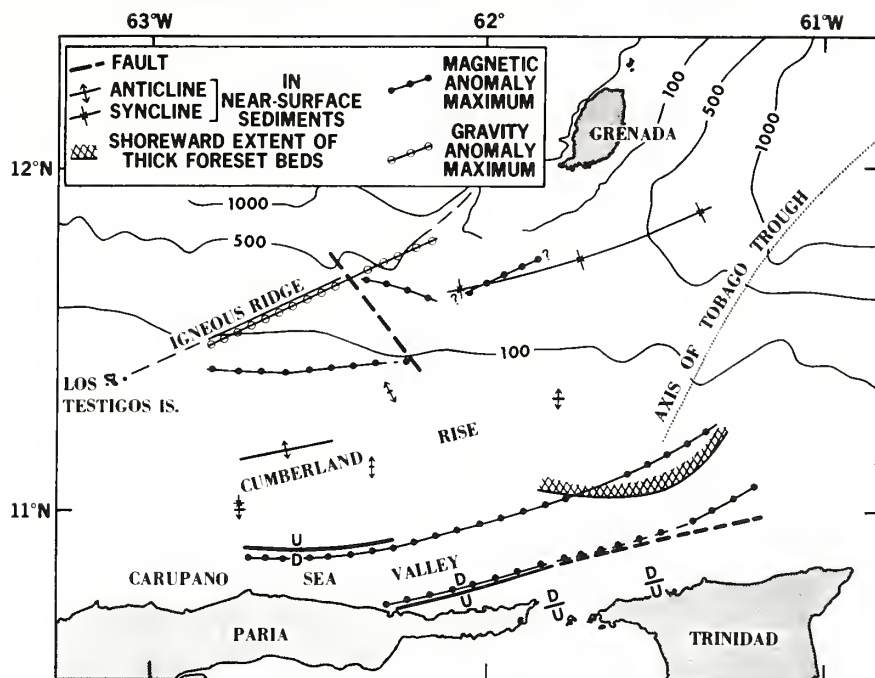 63°W 62° 61°W
FAULT
ANTICLINE
SYNCLINE
IN
NEAR-SURFACE
SEDIMENTS
SHOREWARD EXTENT OF
THICK FORESET BEDS
MAGNETIC
ANOMALY
MAXIMUM
GRAVITY
ANOMALY
MAXIMUM
100
500
1000
GRENADA
12°N
1000
500
AXIS OF TOBAGO TROUGH
?
?
IGNEOUS RIDGE
100
LOS
TESTIGOS IS.
RISE
CUMBERLAND
11°N
U
D
CARUPANO SEA VALLEY
D
U
D
U
D
U
PARIA
TRINIDAD